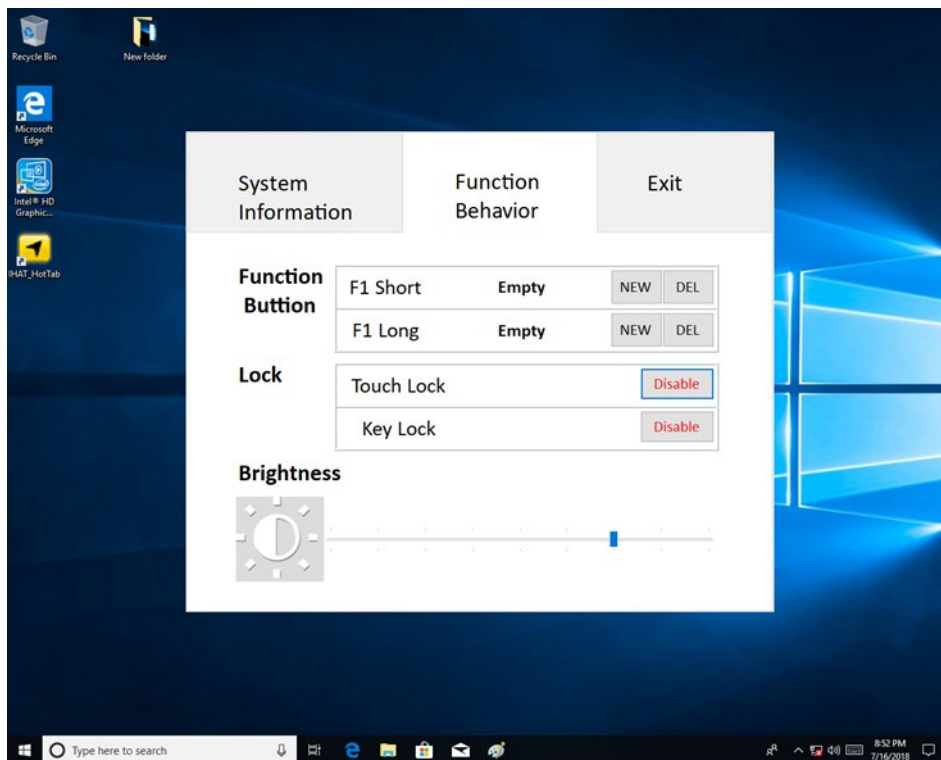 Recycle Bin
New folder
Microsoft
Edge
Intel® HD
Graphic...
IHAT_HotTab
System
Information
Function
Behavior
Exit
Function
Button
F1 Short
Empty
NEW
DEL
F1 Long
Empty
NEW
DEL
Lock
Touch Lock
Disable
Key Lock
Disable
Brightness
Type here to search
8:52 PM
7/16/2018